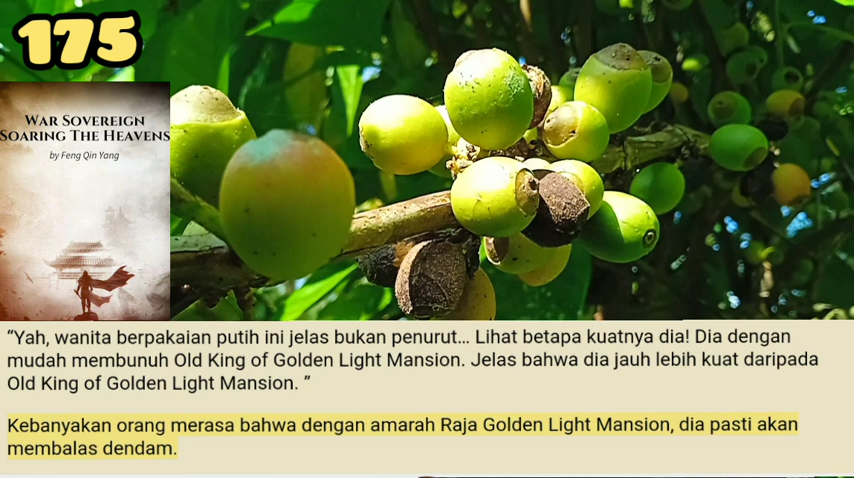 175
WAR SOVEREIGN
SOARING THE HEAVENS
by Feng Qin Yang
“Yah, wanita berpakaian putih ini jelas bukan penurut... Lihat betapa kuatnya dia! Dia dengan
mudah membunuh Old King of Golden Light Mansion. Jelas bahwa dia jauh lebih kuat daripada
Old King of Golden Light Mansion. ”
Kebanyakan orang merasa bahwa dengan amarah Raja Golden Light Mansion, dia pasti akan
membalas dendam.